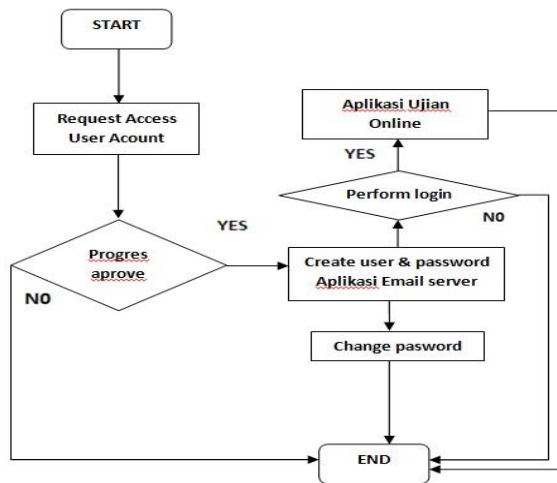 START
Request Access
User Acount
Aplikasi Ujian
Online
YES
Perform login
N0
YES
Progres
aprove
N0
Create user & password
Aplikasi Email server
Change pasword
END